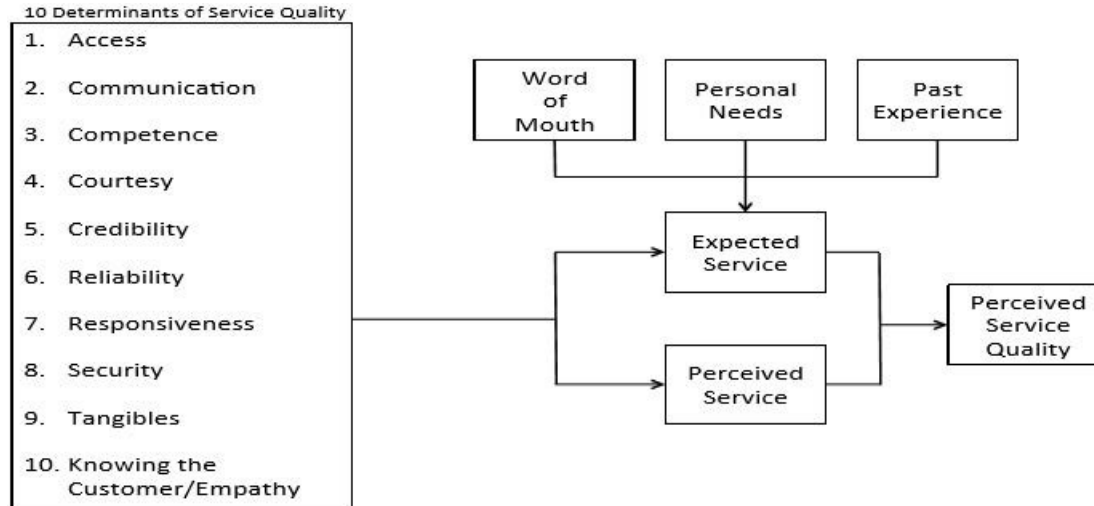 10 Determinants of Service Quality
1. Access
2. Communication
3. Competence
4. Courtesy
5. Credibility
6. Reliability
7. Responsiveness
8. Security
9. Tangibles
10. Knowing the
Customer/Empathy
Word
of
Mouth
Personal
Needs
Past
Experience
Expected
Service
Perceived
Service
Perceived
Service
Quality